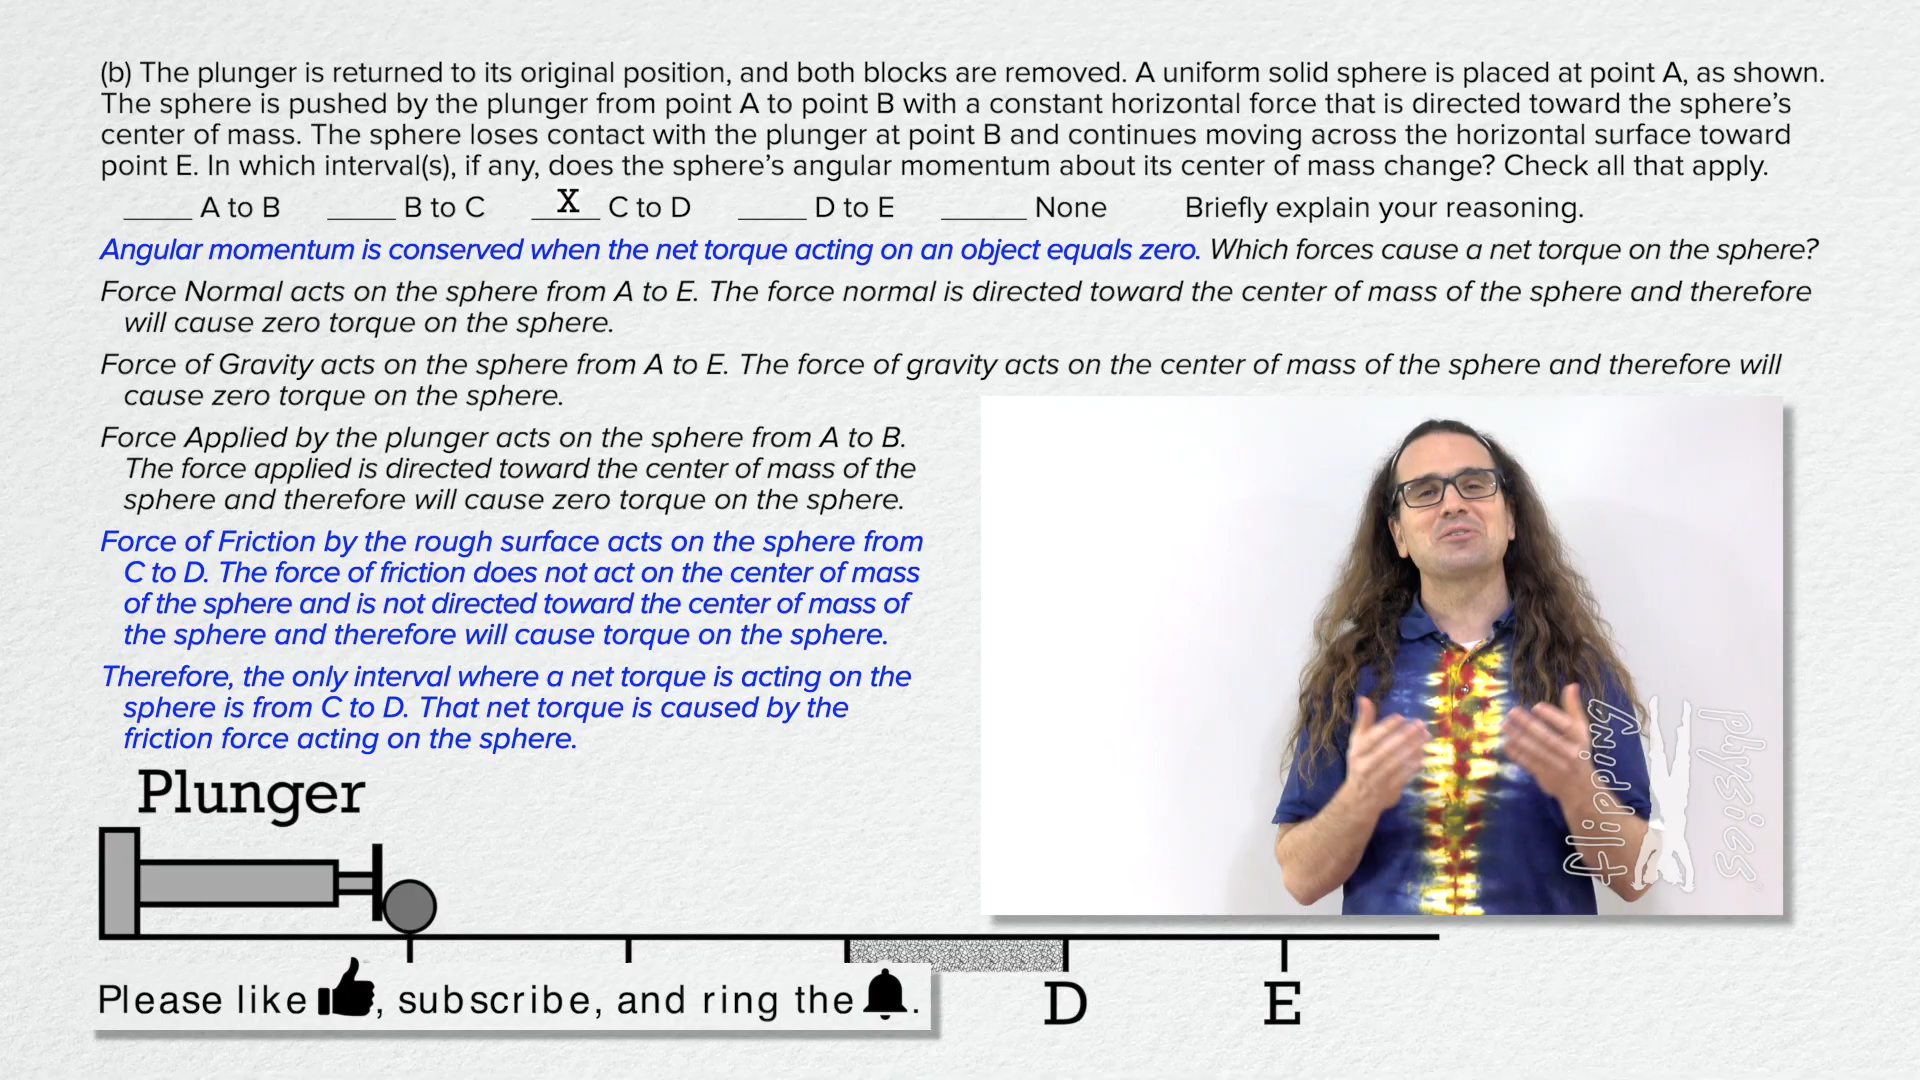 (b) The plunger is returned to its original position, and both blocks are removed. A uniform solid sphere is placed at point A, as shown.
The sphere is pushed by the plunger from point A to point B with a constant horizontal force that is directed toward the sphere's
center of mass. The sphere loses contact with the plunger at point B and continues moving across the horizontal surface toward
point E. In which interval(s), if any, does the sphere's angular momentum about its center of mass change? Check all that apply.
_____ A to B _____ B to C __X__ C to D _____ D to E ______ None Briefly explain your reasoning.
Angular momentum is conserved when the net torque acting on an object equals zero. Which forces cause a net torque on the sphere?
Force Normal acts on the sphere from A to E. The force normal is directed toward the center of mass of the sphere and therefore
will cause zero torque on the sphere.
Force of Gravity acts on the sphere from A to E. The force of gravity acts on the center of mass of the sphere and therefore will
cause zero torque on the sphere.
Force Applied by the plunger acts on the sphere from A to B.
The force applied is directed toward the center of mass of the
sphere and therefore will cause zero torque on the sphere.
Force of Friction by the rough surface acts on the sphere from
C to D. The force of friction does not act on the center of mass
of the sphere and is not directed toward the center of mass of
the sphere and therefore will cause torque on the sphere.
Therefore, the only interval where a net torque is acting on the
sphere is from C to D. That net torque is caused by the
friction force acting on the sphere.
flipping
physics
Plunger
Please like , subscribe, and ring the .
D E